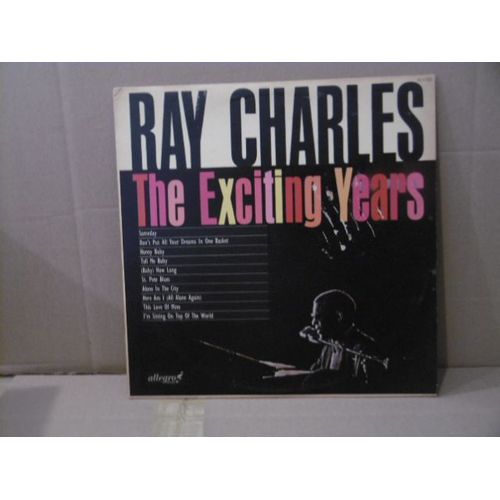 RAY CHARLES
The Exciting Years
Someday
Don't Put All Your Dreams In One Basket
Honey Baby
Tell Me Baby
(Baby) How Long
St. Pete Blues
Alone In The City
Here Am I (All Alone Again)
This Love Of Mine
I'm Sitting On Top Of The World
allegro